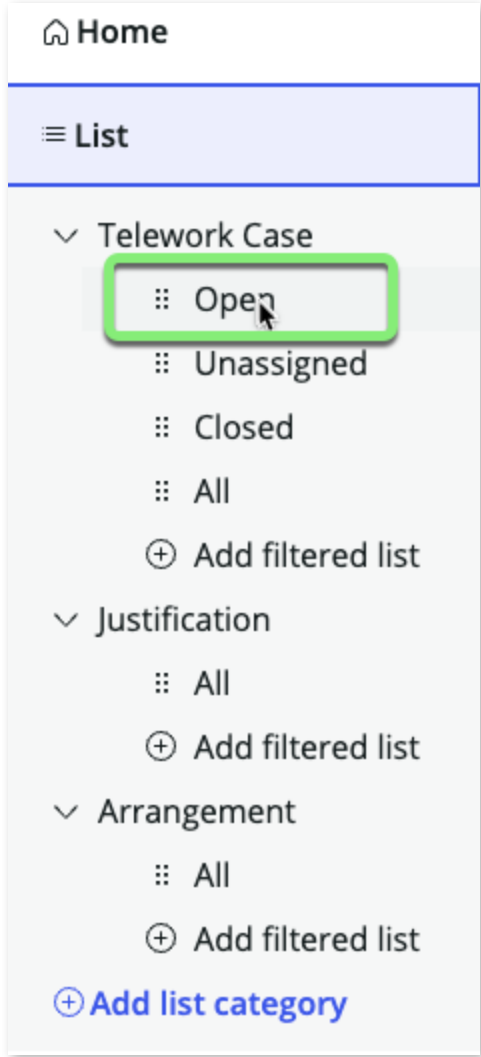 Home
List
Telework Case
Open
Unassigned
Closed
All
Add filtered list
Justification
All
Add filtered list
Arrangement
All
Add filtered list
Add list category